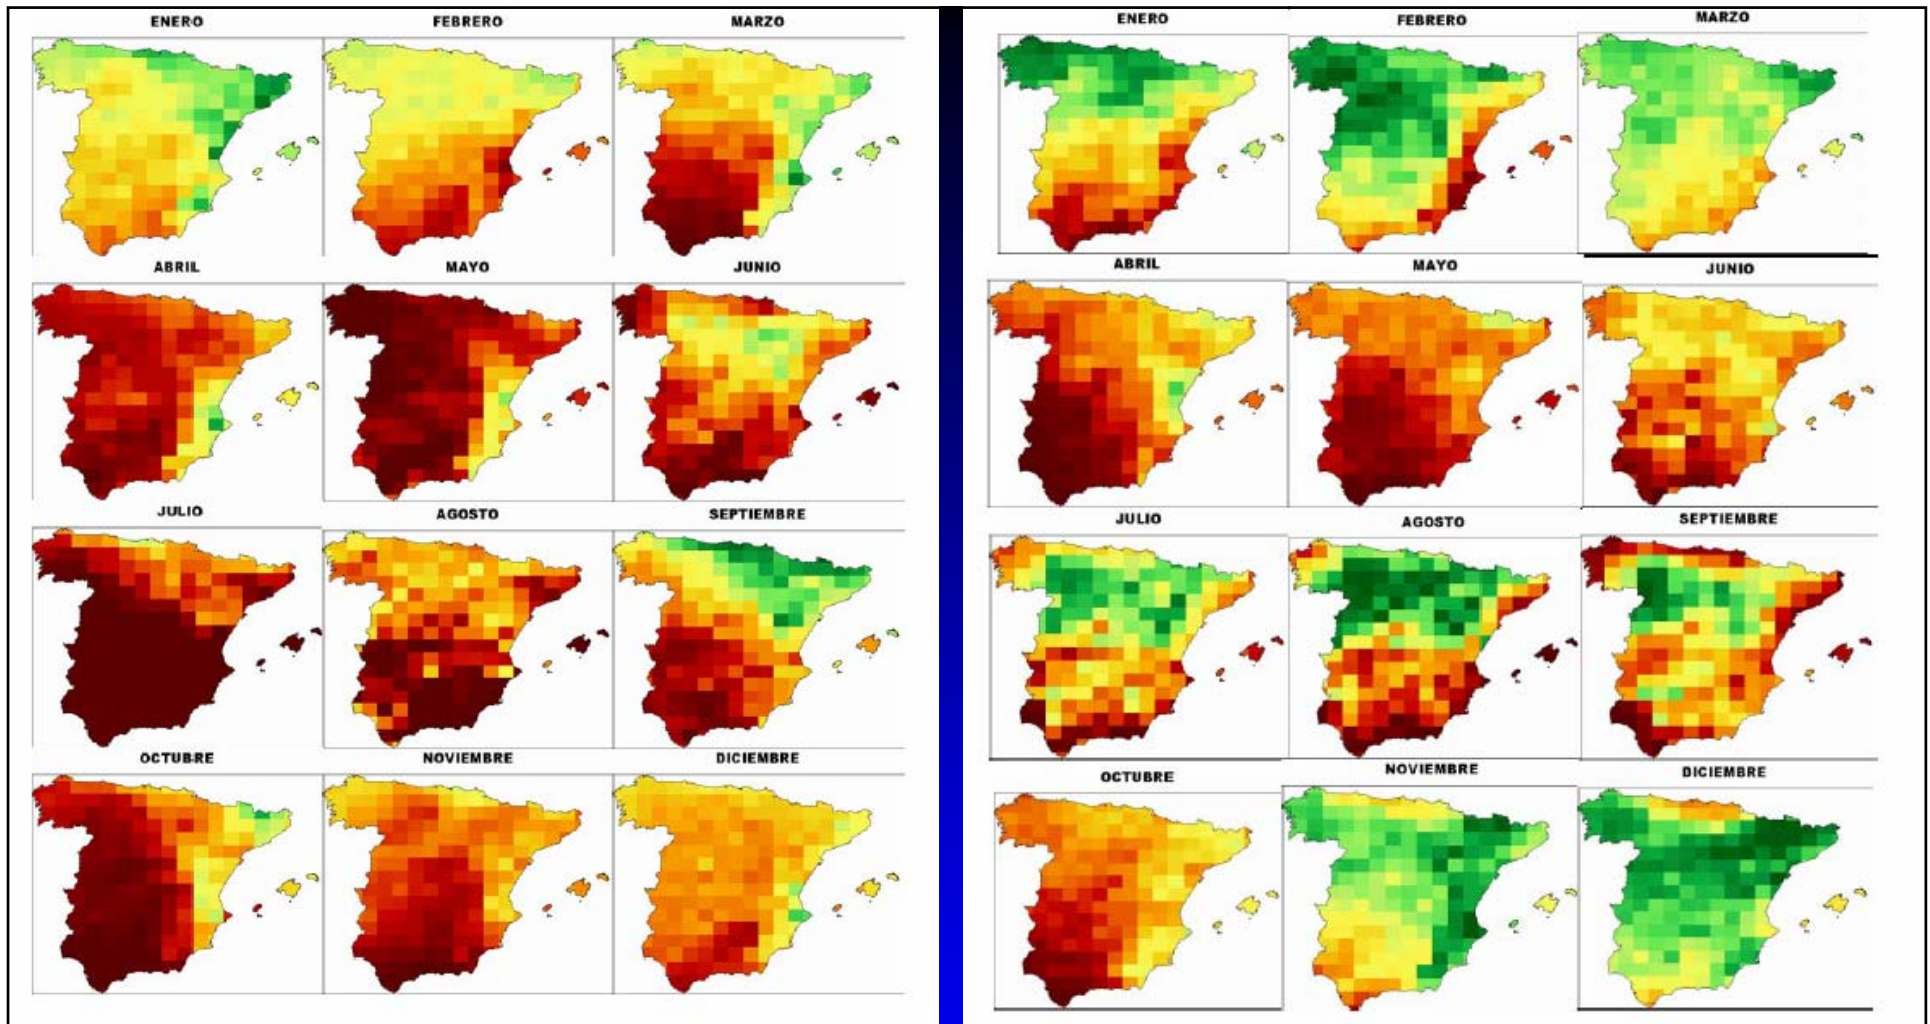 ENERO FEBRERO MARZO
ABRIL MAYO JUNIO
JULIO AGOSTO SEPTIEMBRE
OCTUBRE NOVIEMBRE DICIEMBRE
ENERO FEBRERO MARZO
ABRIL MAYO JUNIO
JULIO AGOSTO SEPTIEMBRE
OCTUBRE NOVIEMBRE DICIEMBRE